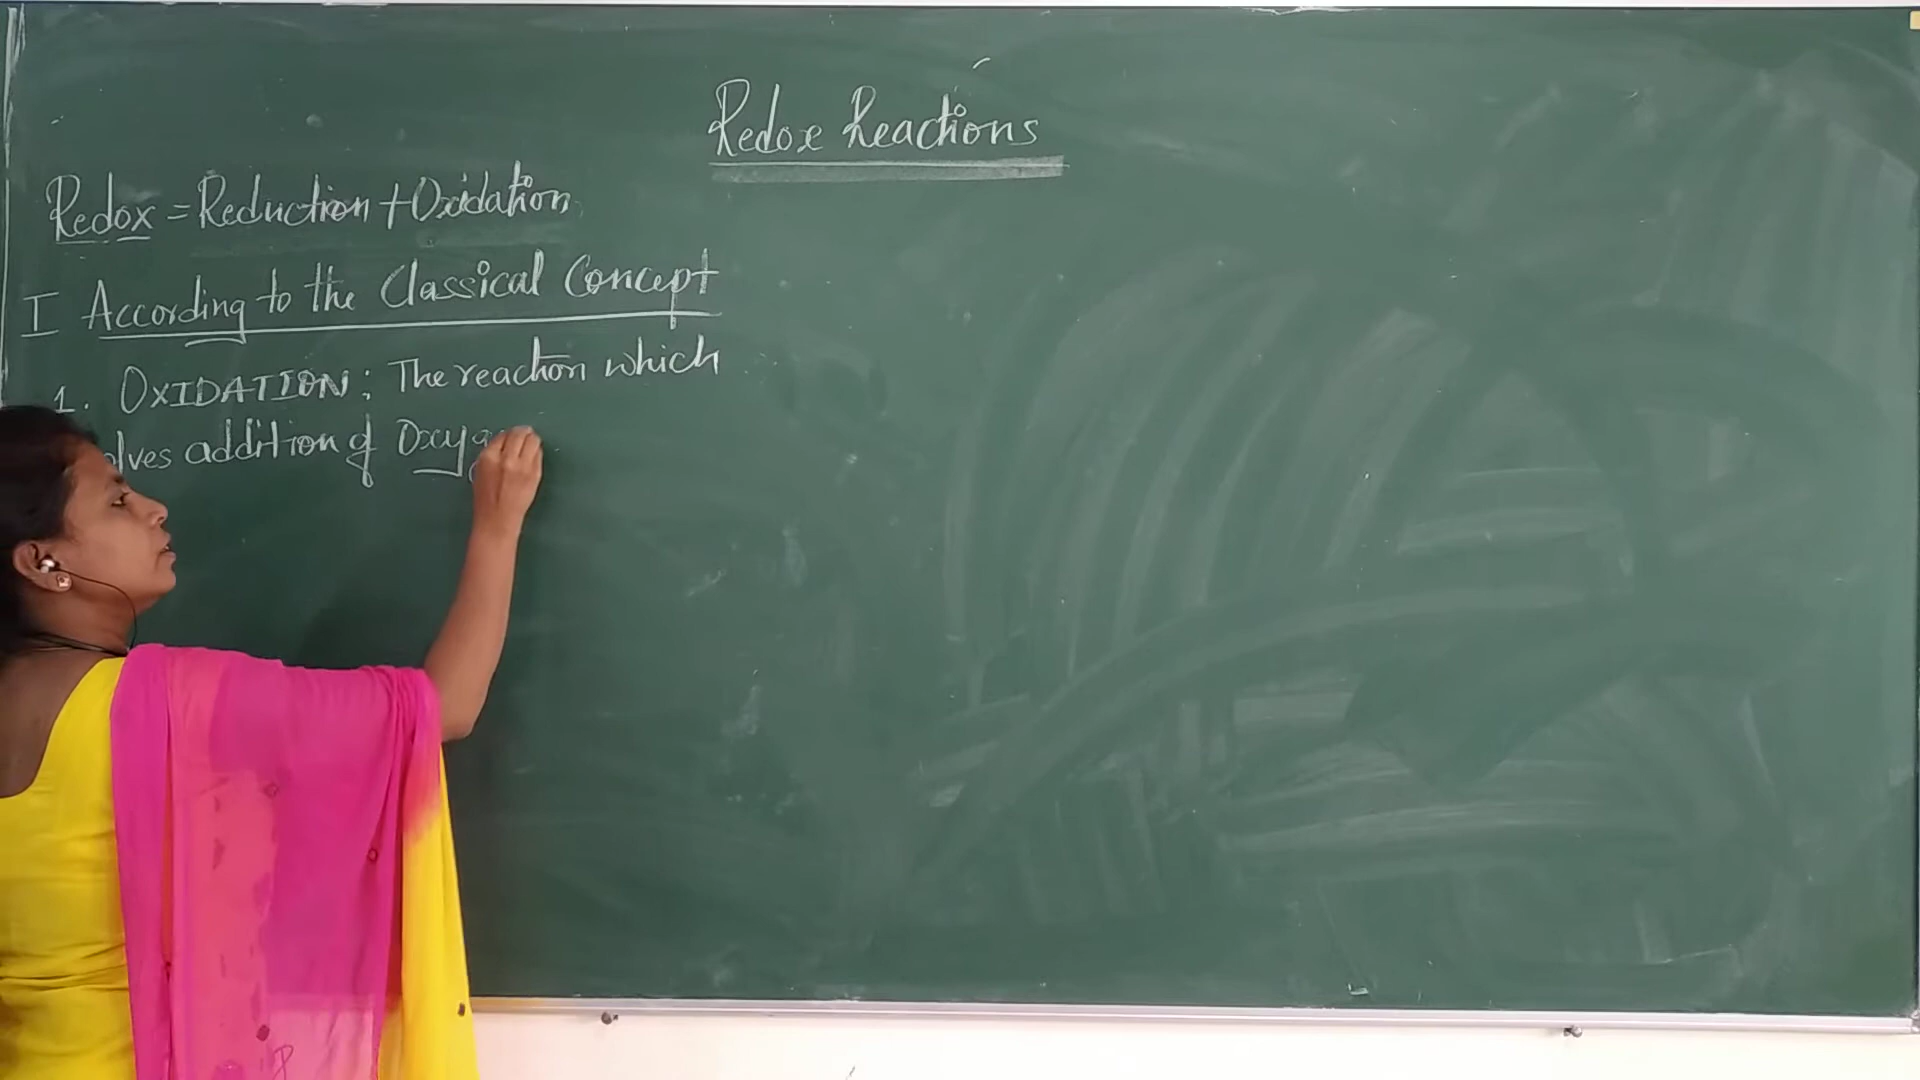 Redox Reactions
Redox = Reduction + Oxidation
I According to the Classical Concept
1. OXIDATION : The reaction which
addition of